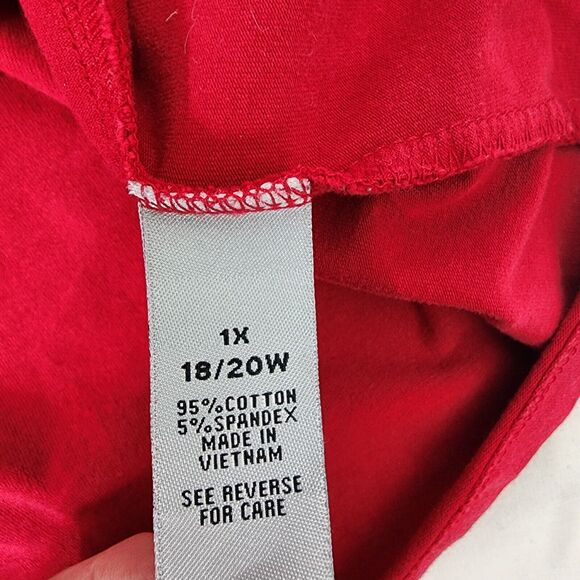 1X
18/20W
95%COTTON
5%SPANDEX
MADE IN
VIETNAM
SEE REVERSE
FOR CARE